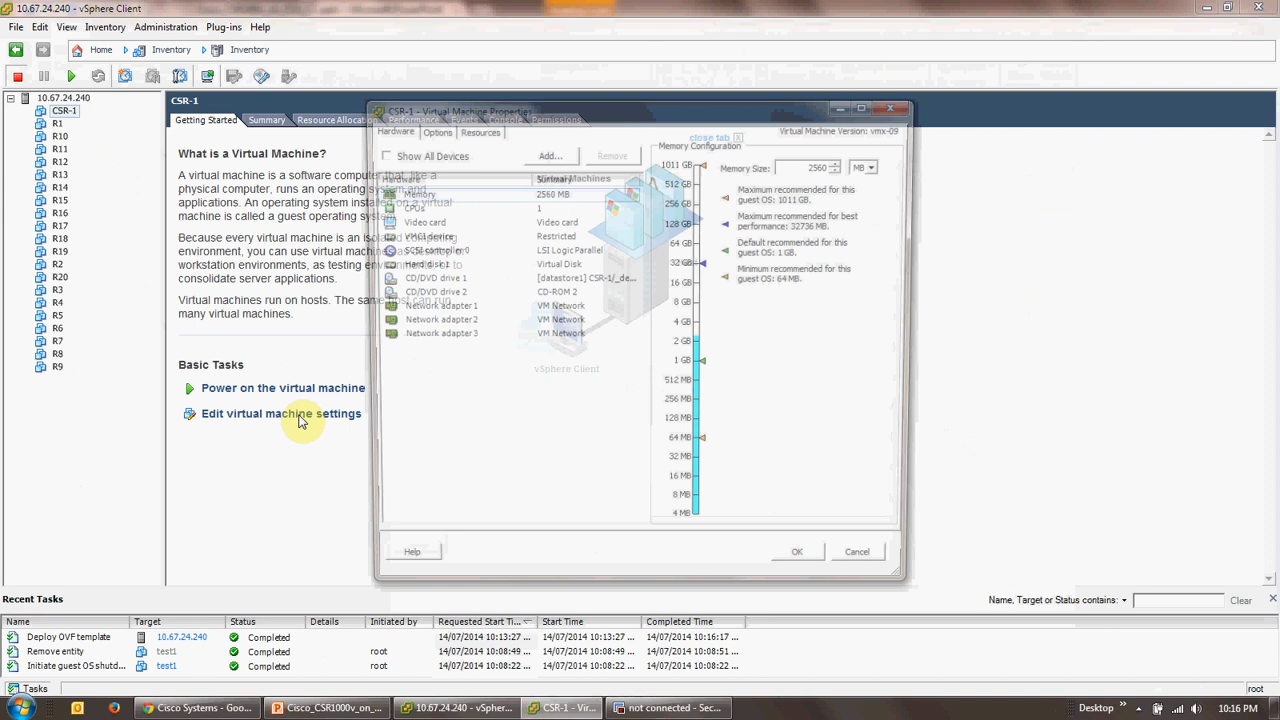 10.67.24.240 - vSphere Client
File Edit View Inventory Administration Plug-ins Help
Home Inventory Inventory
10.67.24.240
CSR-1
R1
R10
R11
R12
R13
R14
R15
R16
R17
R18
R19
R2
R20
R3
R4
R5
R6
R7
R8
R9
CSR-1
Getting Started Summary Resource Allocation Performance Events Console Permissions
close tab [X]
What is a Virtual Machine?
A virtual machine is a software computer that, like a
physical computer, runs an operating system and
applications. An operating system installed on a virtual
machine is called a guest operating system.
Because every virtual machine is an isolated computing
environment, you can use virtual machines as desktop or
workstation environments, as testing environments, or to
consolidate server applications.
Virtual machines run on hosts. The same host can run
many virtual machines.
Basic Tasks
Power on the virtual machine
Edit virtual machine settings
Virtual Machines
vSphere Client
CSR-1 - Virtual Machine Properties
Hardware Options Resources
Virtual Machine Version: vmx-09
Show All Devices Add... Remove
Hardware Summary
Memory 2560 MB
CPUs 1
Video card Video card
VMCI device Restricted
SCSI controller 0 LSI Logic Parallel
Hard disk 1 Virtual Disk
CD/DVD drive 1 [datastore1] CSR-1/_de...
CD/DVD drive 2 CD-ROM 2
Network adapter 1 VM Network
Network adapter 2 VM Network
Network adapter 3 VM Network
Memory Configuration
1011 GB
512 GB
256 GB
128 GB
64 GB
32 GB
16 GB
8 GB
4 GB
2 GB
1 GB
512 MB
256 MB
128 MB
64 MB
32 MB
16 MB
8 MB
4 MB
Memory Size: 2560 MB
Maximum recommended for this
guest OS: 1011 GB.
Maximum recommended for best
performance: 32736 MB.
Default recommended for this
guest OS: 1 GB.
Minimum recommended for this
guest OS: 64 MB.
Help OK Cancel
Recent Tasks
Name, Target or Status contains: Clear
Name Target Status Details Initiated by Requested Start Ti... Start Time Completed Time
Deploy OVF template 10.67.24.240 Completed 14/07/2014 10:13:27 ... 14/07/2014 10:13:27 ... 14/07/2014 10:16:17 ...
Remove entity test1 Completed root 14/07/2014 10:08:49 ... 14/07/2014 10:08:49 ... 14/07/2014 10:08:51 ...
Initiate guest OS shutd... test1 Completed root 14/07/2014 10:08:22 ... 14/07/2014 10:08:22 ... 14/07/2014 10:08:22 ...
Tasks root
Cisco Systems - Goo... Cisco_CSR1000v_on_... 10.67.24.240 - vSphe... CSR-1 - Vir... not connected - Sec... Desktop 10:16 PM